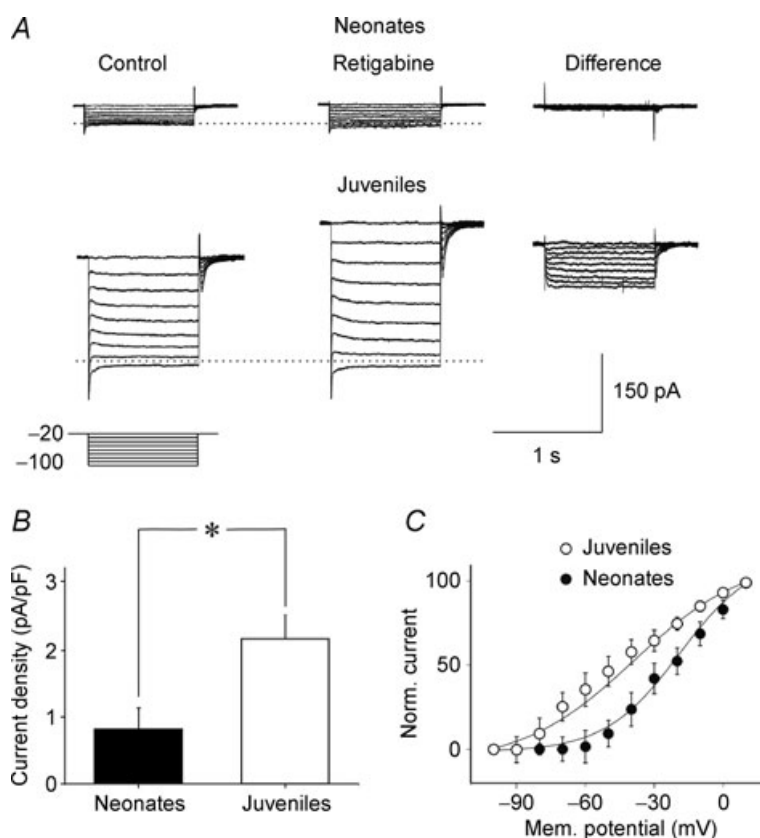 A
Neonates
Control Retigabine Difference
Juveniles
150 pA
1 s
−20
−100
B
*
Current density (pA/pF)
3
2
1
0
Neonates Juveniles
C
Juveniles
Neonates
Norm. current
100
50
0
−90 −60 −30 0
Mem. potential (mV)